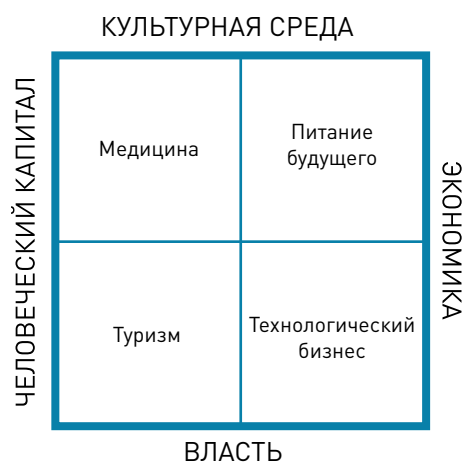 КУЛЬТУРНАЯ СРЕДА
ЧЕЛОВЕЧЕСКИЙ КАПИТАЛ
Медицина
Питание
будущего
ЭКОНОМИКА
Туризм
Технологический
бизнес
ВЛАСТЬ